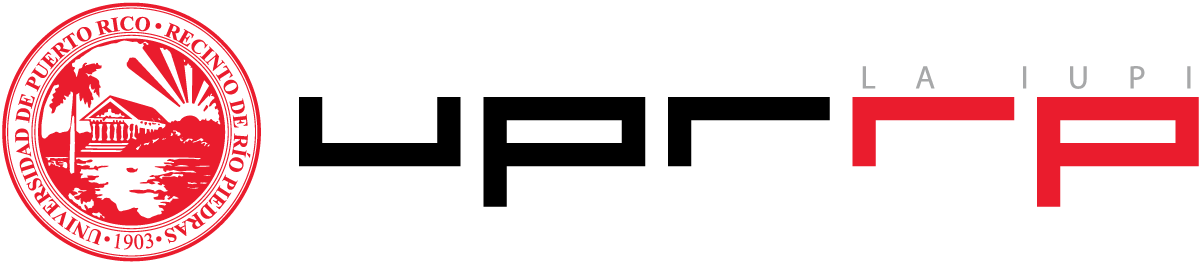 UNIVERSIDAD DE PUERTO RICO • RECINTO DE RÍO PIEDRAS
• 1903 •
LA IUPI
uprrp